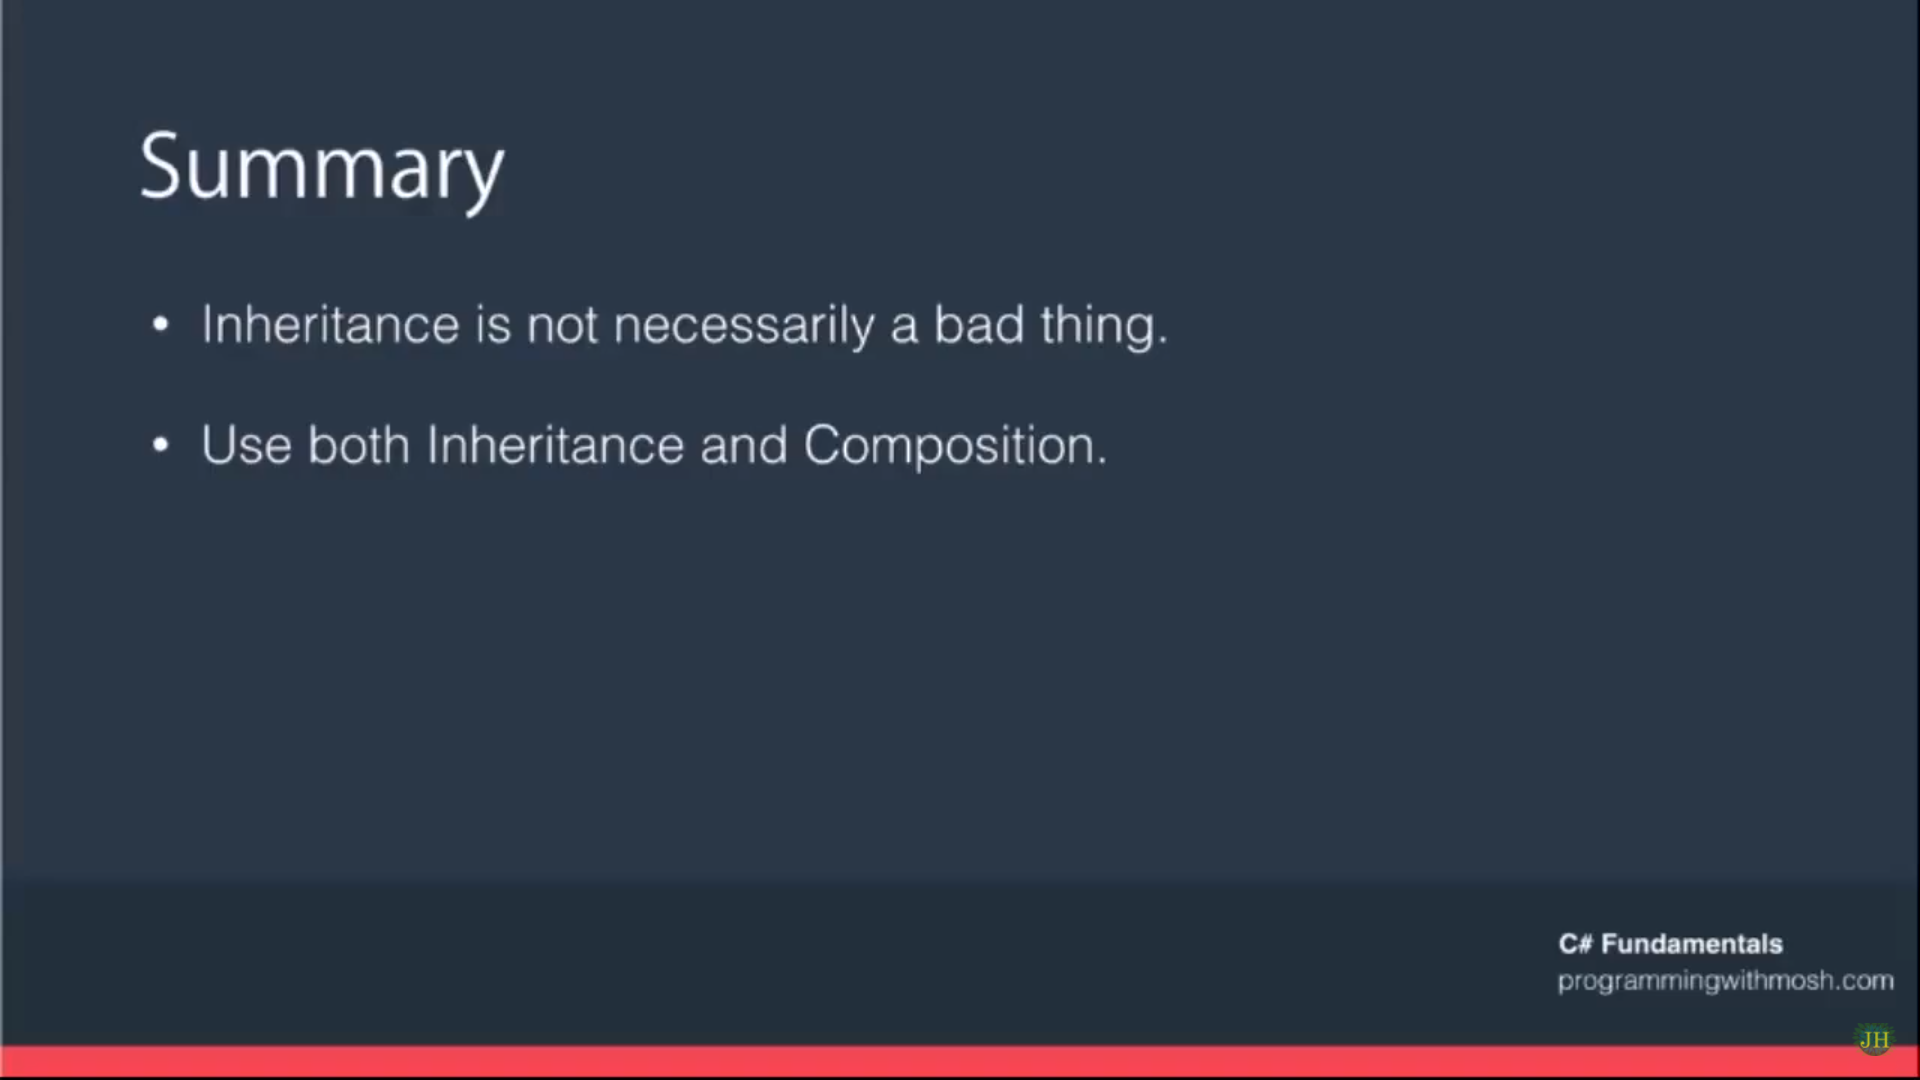 Summary
• Inheritance is not necessarily a bad thing.
• Use both Inheritance and Composition.
C# Fundamentals
programmingwithmosh.com
JH